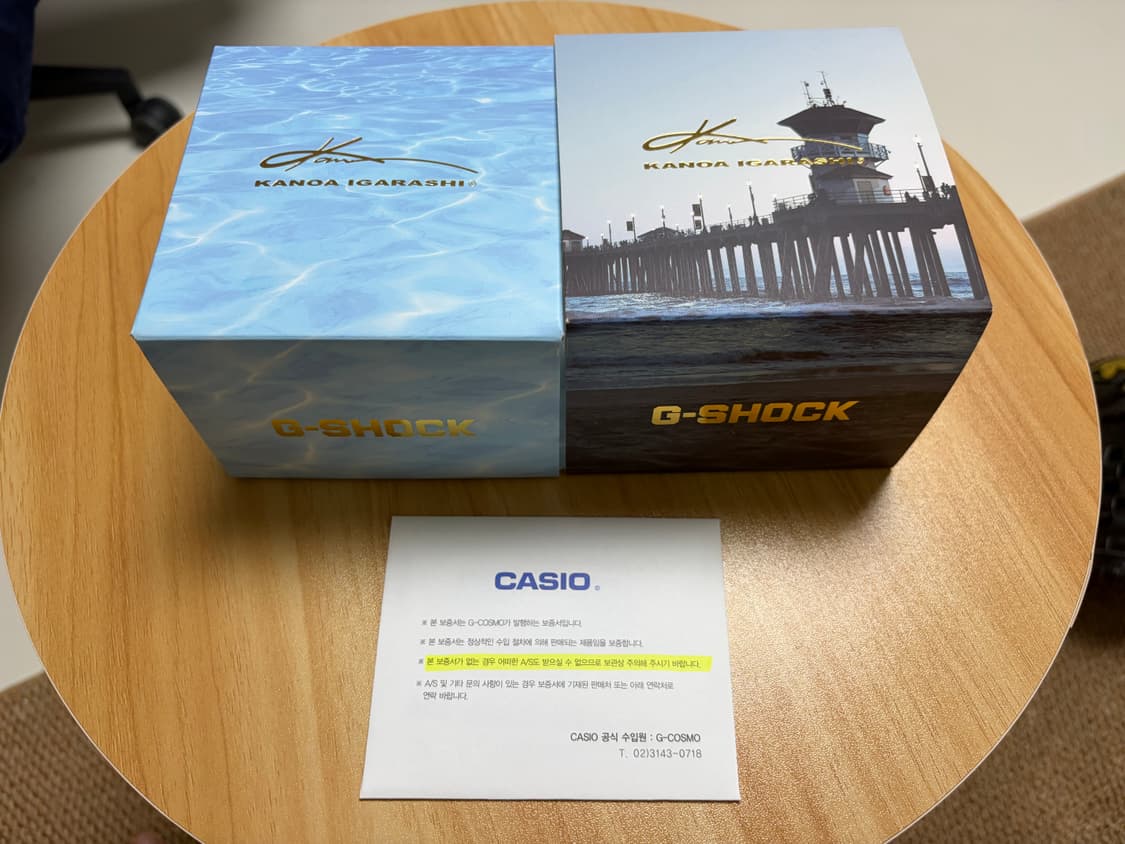 Kanoa
KANOA IGARASHI
G-SHOCK
Kanoa
KANOA IGARASHI
G-SHOCK
CASIO
※ 본 보증서는 G-COSMO가 발행하는 보증서입니다.
※ 본 보증서는 정상적인 수입 절차에 의해 판매되는 제품임을 보증합니다.
※ 본 보증서가 없는 경우 어떠한 A/S도 받으실 수 없으므로 보관상 주의해 주시기 바랍니다.
※ A/S 및 기타 문의 사항이 있는 경우 보증서에 기재된 판매처 또는 아래 연락처로
연락 바랍니다.
CASIO 공식 수입원 : G-COSMO
T. 02)3143-0718